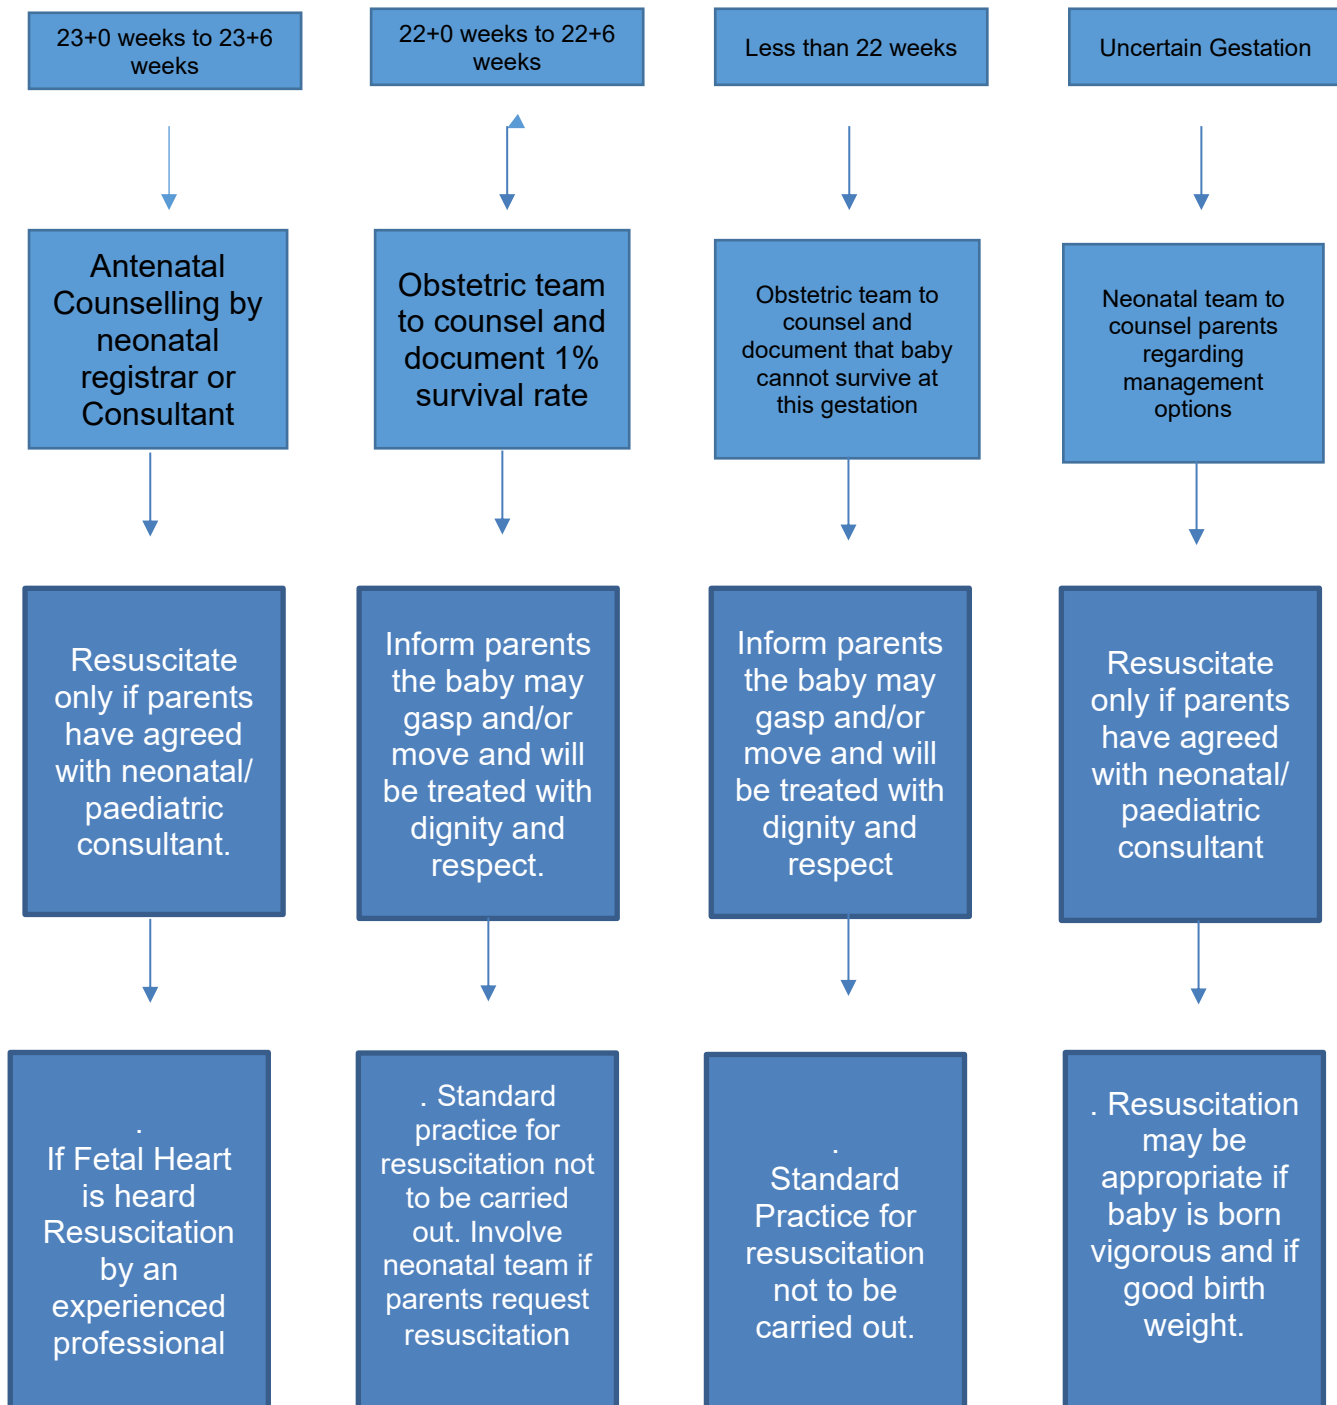 23+0 weeks to 23+6
weeks
22+0 weeks to 22+6
weeks
Less than 22 weeks
Uncertain Gestation
Antenatal
Counselling by
neonatal
registrar or
Consultant
Obstetric team
to counsel and
document 1%
survival rate
Obstetric team to
counsel and
document that baby
cannot survive at
this gestation
Neonatal team to
counsel parents
regarding
management
options
Resuscitate
only if parents
have agreed
with neonatal/
paediatric
consultant.
Inform parents
the baby may
gasp and/or
move and will
be treated with
dignity and
respect.
Inform parents
the baby may
gasp and/or
move and will
be treated with
dignity and
respect
Resuscitate
only if parents
have agreed
with neonatal/
paediatric
consultant
.
If Fetal Heart
is heard
Resuscitation
by an
experienced
professional
. Standard
practice for
resuscitation not
to be carried
out. Involve
neonatal team if
parents request
resuscitation
.
Standard
Practice for
resuscitation
not to be
carried out.
. Resuscitation
may be
appropriate if
baby is born
vigorous and if
good birth
weight.